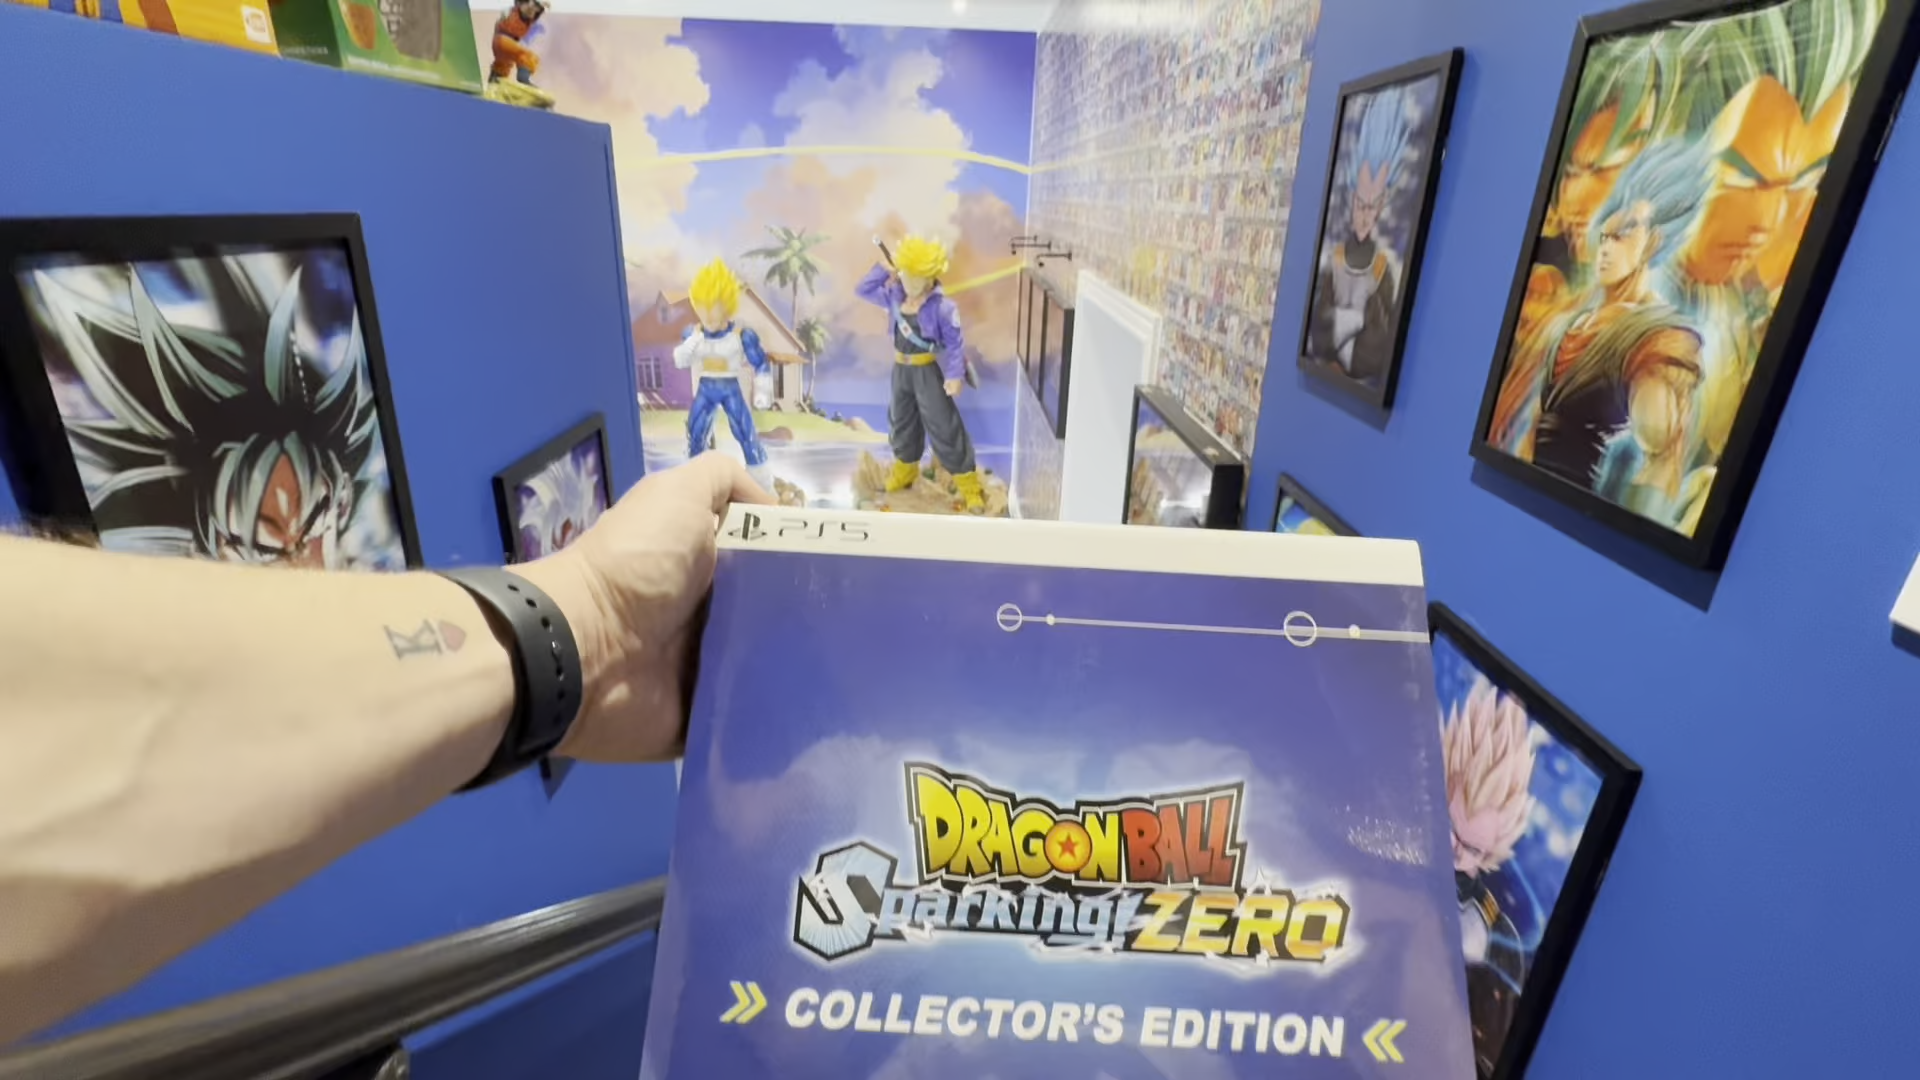 PS5
DRAGON BALL
Sparking! ZERO
» COLLECTOR'S EDITION «
K